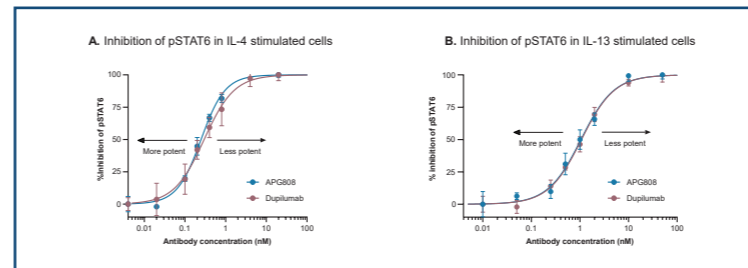 A. Inhibition of pSTAT6 in IL-4 stimulated cells
%Inhibition of pSTAT6
100
75
50
25
0
More potent
Less potent
APG808
Dupilumab
0.01
0.1
1
10
100
Antibody concentration (nM)
B. Inhibition of pSTAT6 in IL-13 stimulated cells
% inhibition of pSTAT6
100
75
50
25
0
More potent
Less potent
APG808
Dupilumab
0.01
0.1
1
10
100
Antibody concentration (nM)